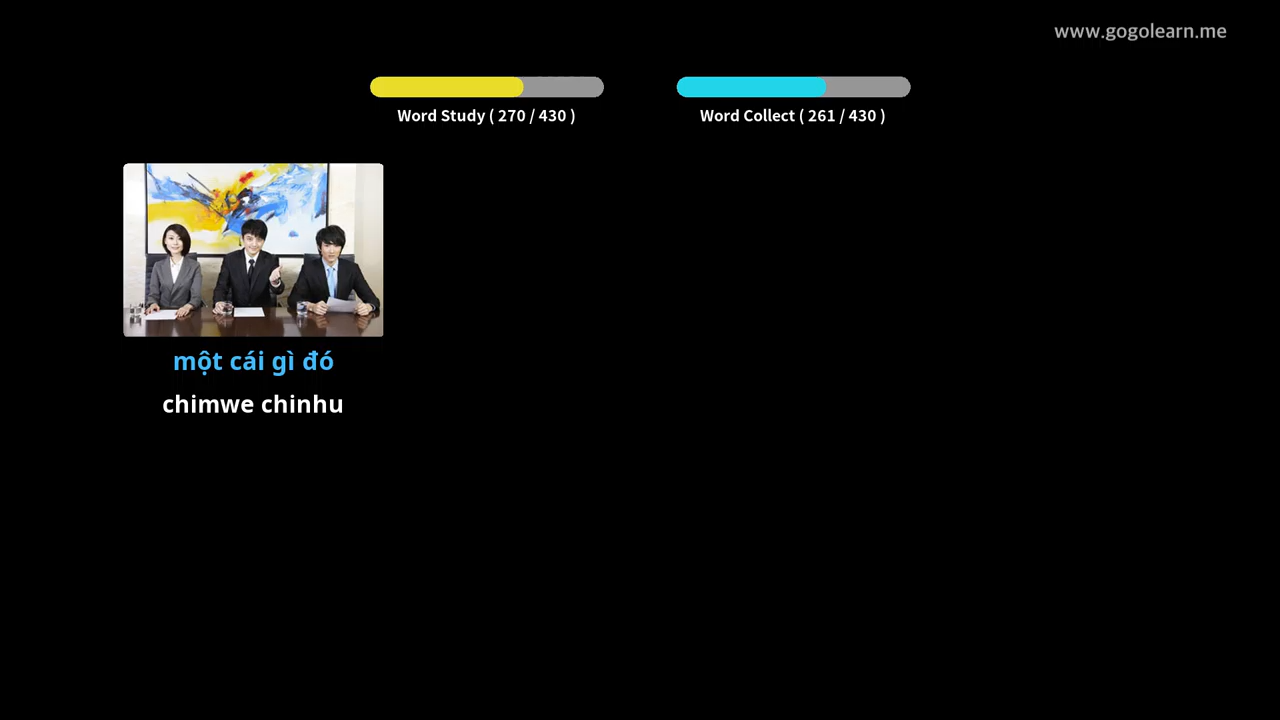 www.gogolearn.me
Word Study ( 270 / 430 )
Word Collect ( 261 / 430 )
một cái gì đó
chimwe chinhu